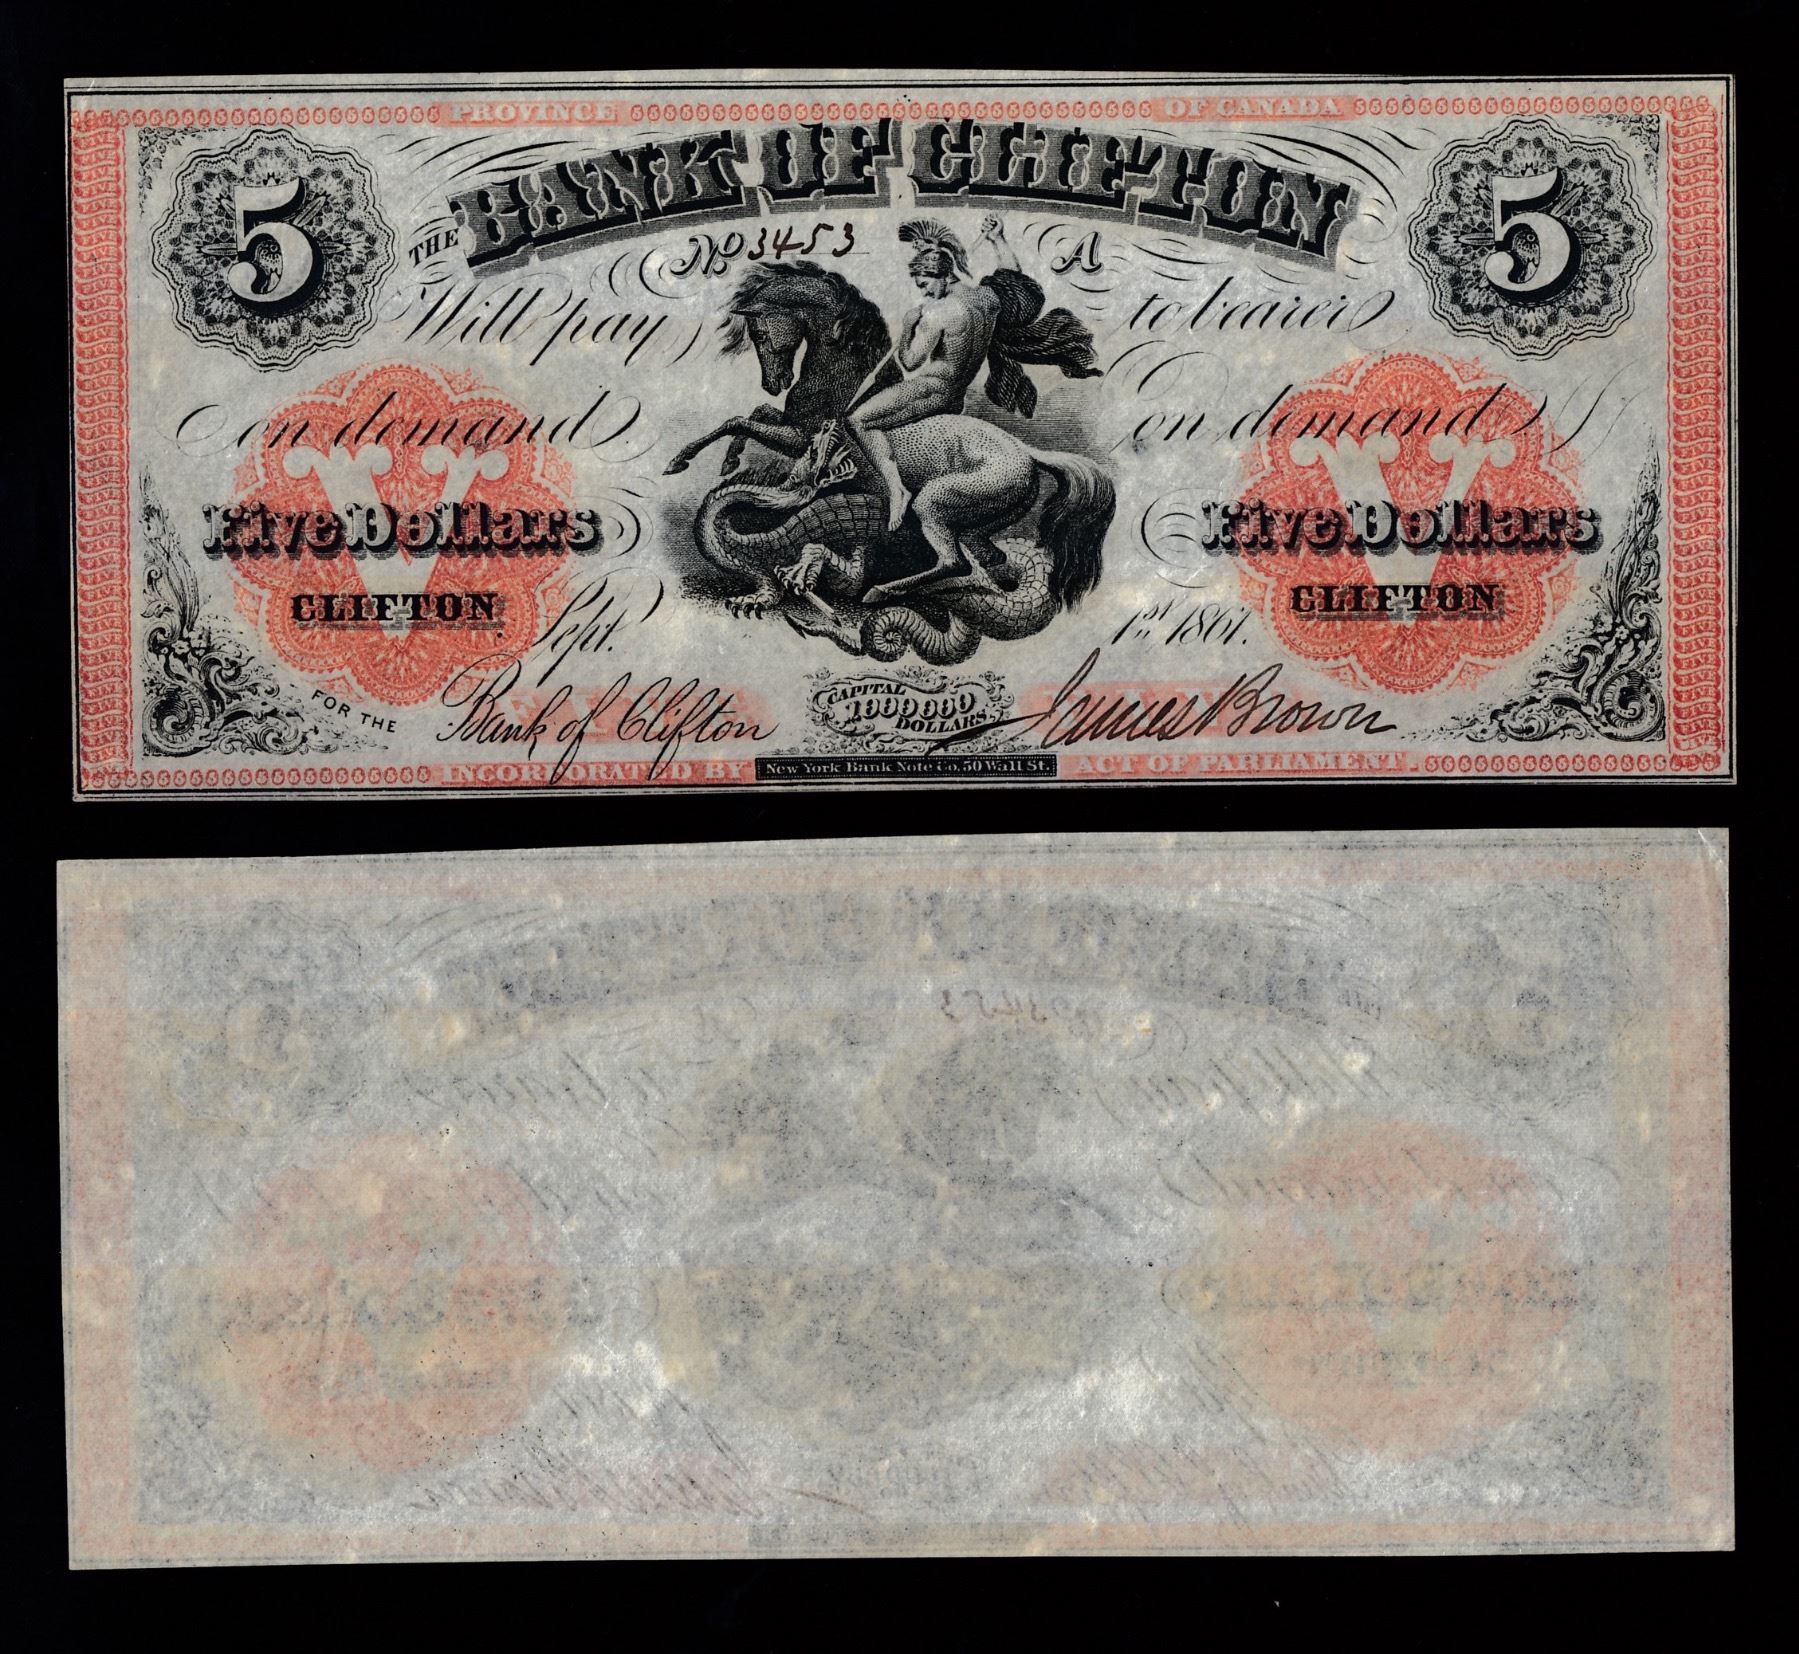 PROVINCE OF CANADA
THE BANK OF CLIFTON
5 5
No 3453 A
Will pay to bearer
on demand on demand
V V
Five Dollars Five Dollars
CLIFTON CLIFTON
Sept. 1st 1861.
FOR THE Bank of Clifton James Brown
CAPITAL
1000000
DOLLARS
INCORPORATED BY ACT OF PARLIAMENT.
New York Bank Note Co. 50 Wall St.